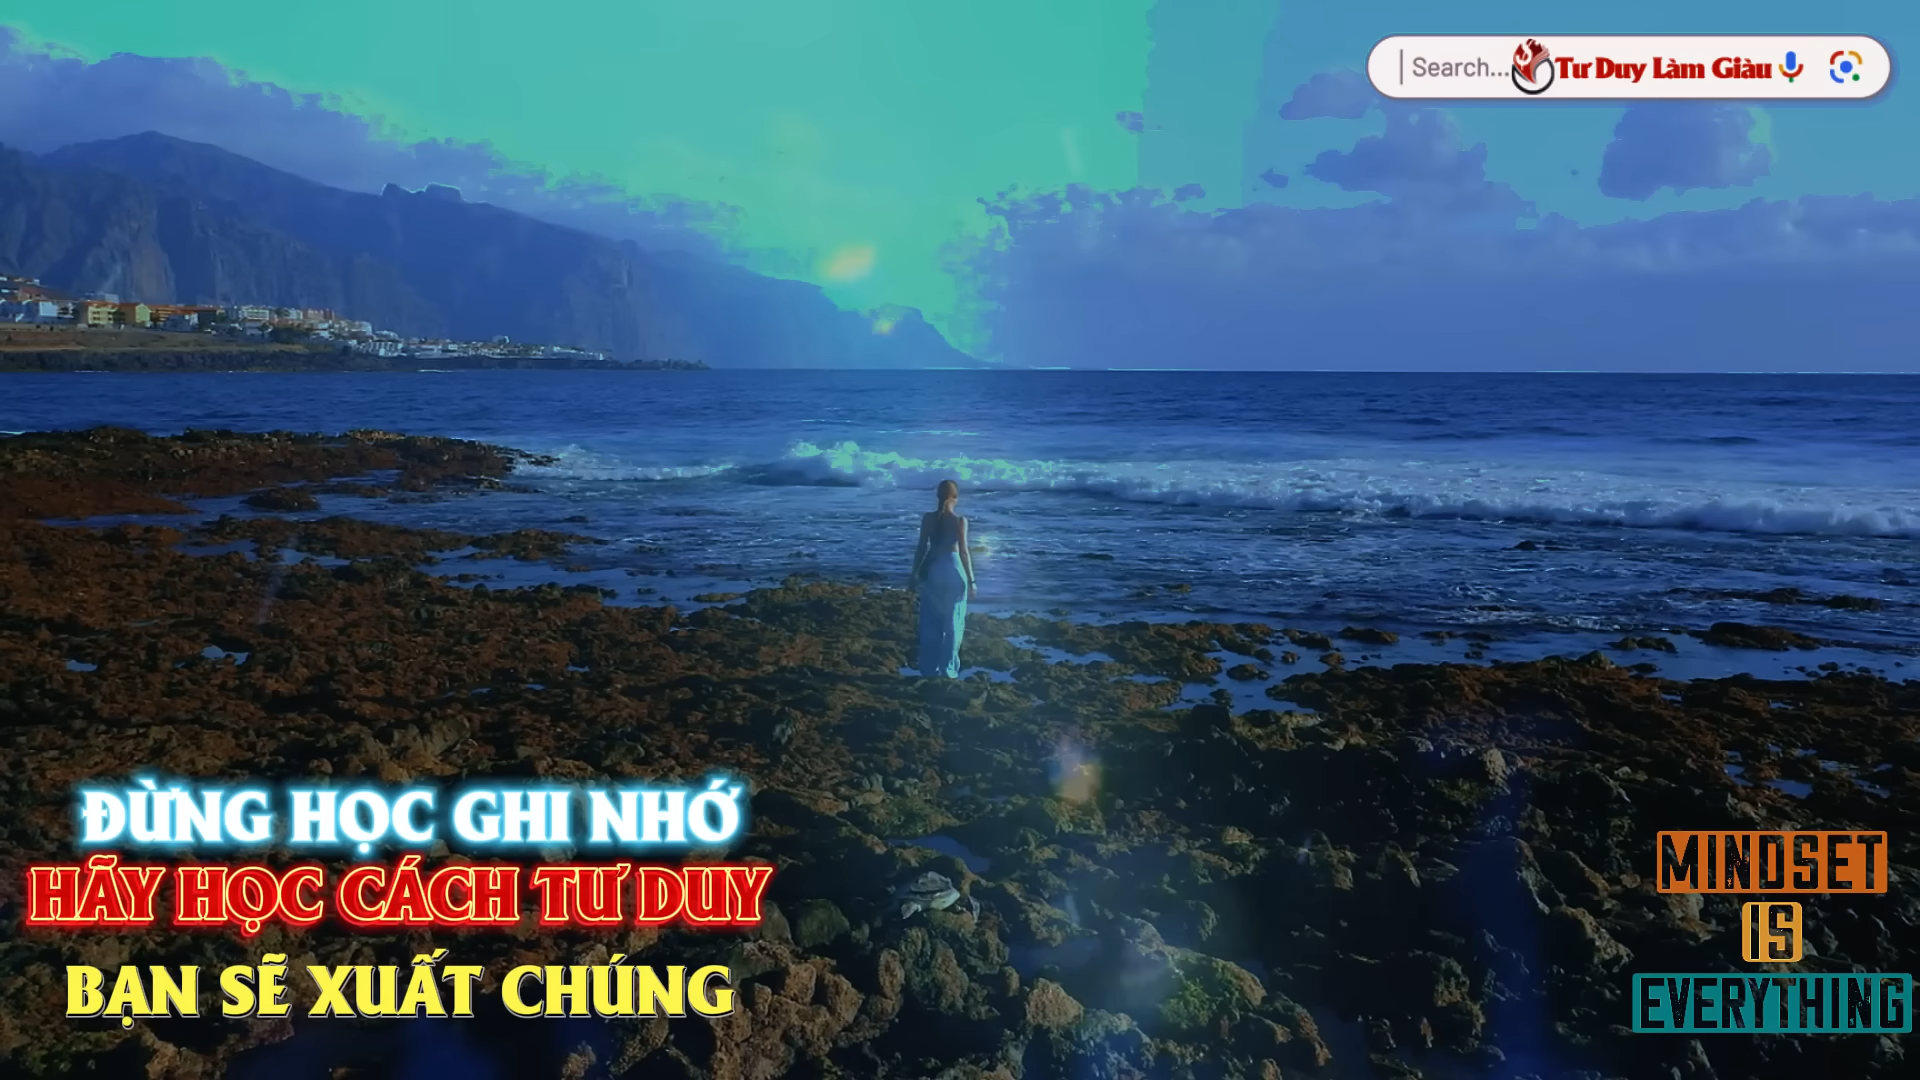 Search... Tư Duy Làm Giàu
ĐỪNG HỌC GHI NHỚ
HÃY HỌC CÁCH TƯ DUY
BẠN SẼ XUẤT CHÚNG
MINDSET
IS
EVERYTHING